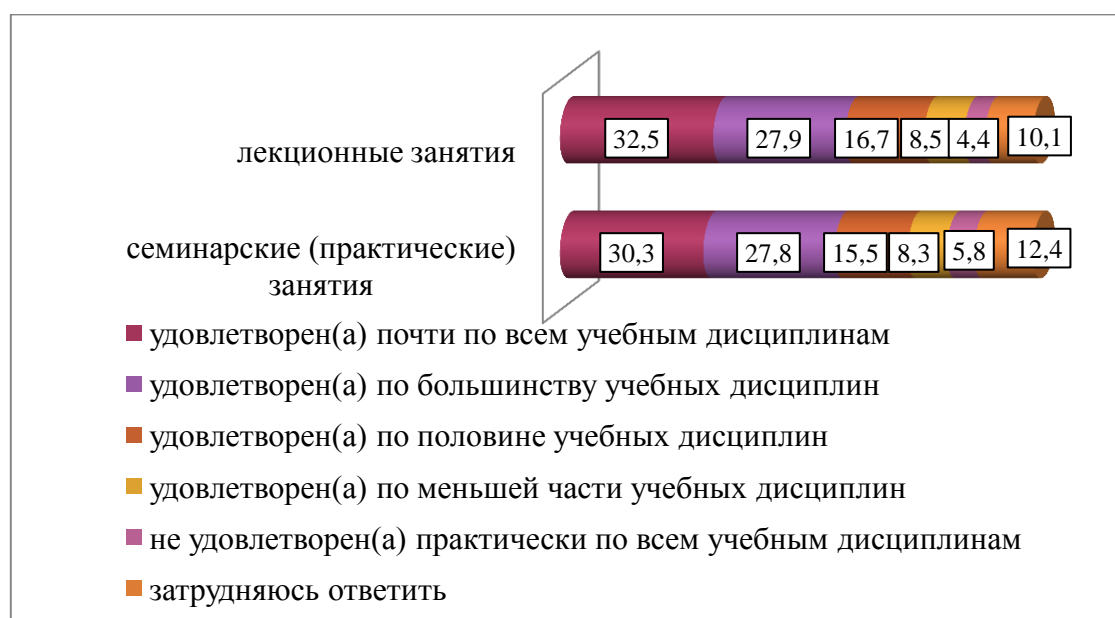 лекционные занятия
32,5 27,9 16,7 8,5 4,4 10,1
семинарские (практические)
занятия
30,3 27,8 15,5 8,3 5,8 12,4
удовлетворен(а) почти по всем учебным дисциплинам
удовлетворен(а) по большинству учебных дисциплин
удовлетворен(а) по половине учебных дисциплин
удовлетворен(а) по меньшей части учебных дисциплин
не удовлетворен(а) практически по всем учебным дисциплинам
затрудняюсь ответить